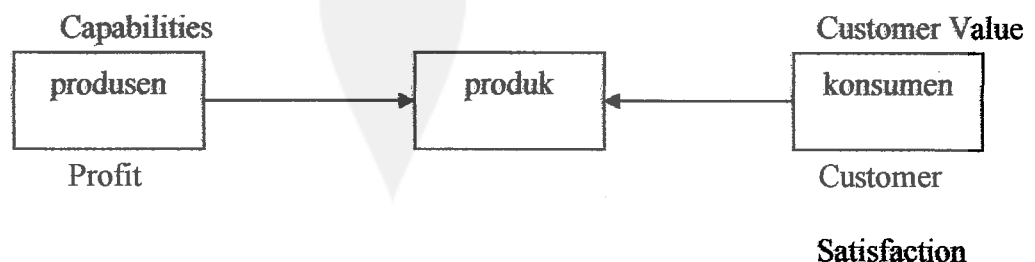 Capabilities
Customer Value
produsen
produk
konsumen
Profit
Customer
Satisfaction